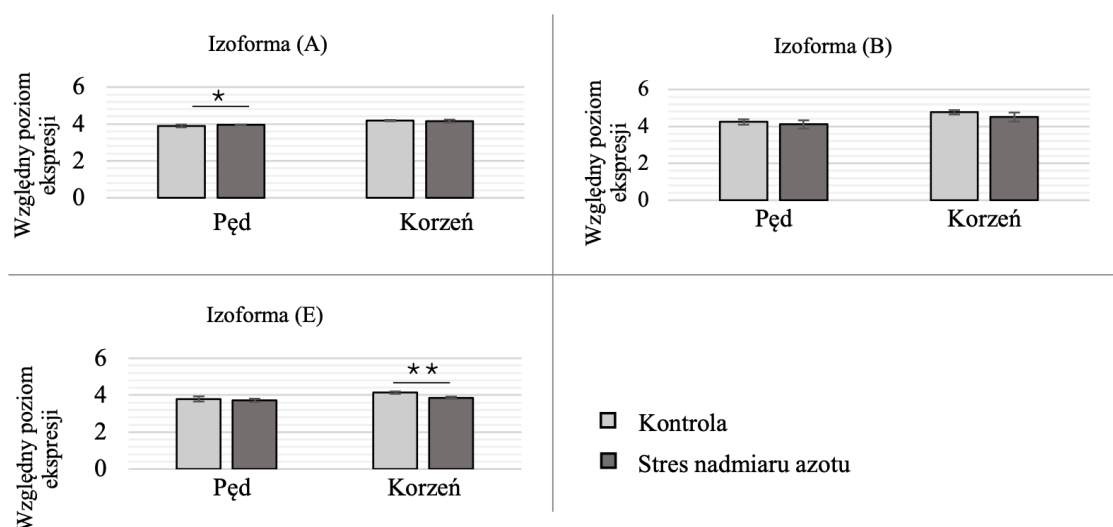 Izoforma (A)
Względny poziom
ekspresji
6
4
2
0
*
Pęd
Korzeń
Izoforma (B)
Względny poziom
ekspresji
6
4
2
0
Pęd
Korzeń
Izoforma (E)
Względny poziom
ekspresji
6
4
2
0
**
Pęd
Korzeń
Kontrola
Stres nadmiaru azotu